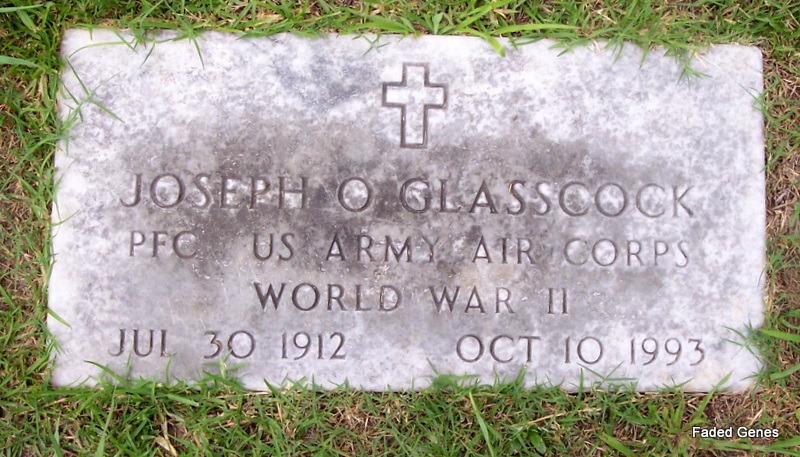 JOSEPH O GLASSCOCK
PFC US ARMY AIR CORPS
WORLD WAR II
JUL 30 1912 OCT 10 1993
Faded Genes